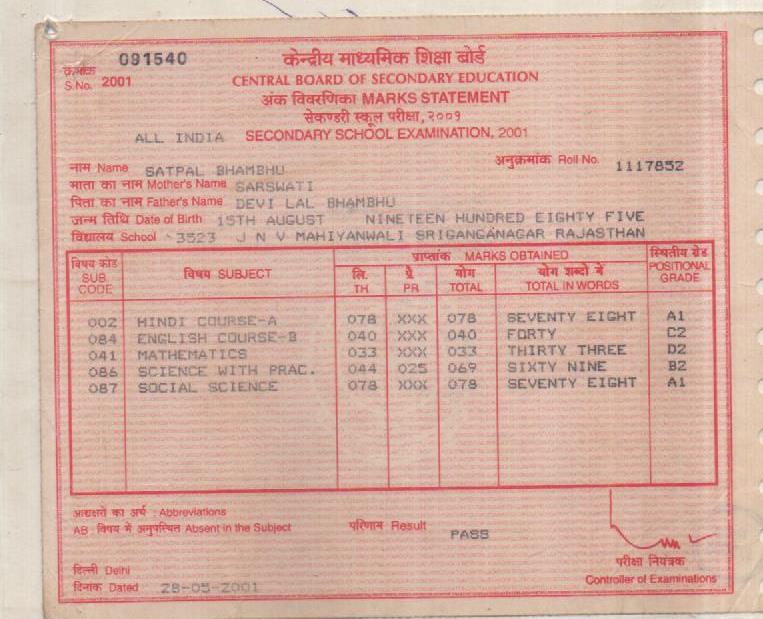 क्रमांक 091540
S.No. 2001
केन्द्रीय माध्यमिक शिक्षा बोर्ड
CENTRAL BOARD OF SECONDARY EDUCATION
अंक विवरणिका MARKS STATEMENT
सेकण्डरी स्कूल परीक्षा, २००१
ALL INDIA SECONDARY SCHOOL EXAMINATION, 2001
नाम Name SATPAL BHAMBHU अनुक्रमांक Roll No. 1117852
माता का नाम Mother's Name SARSWATI
पिता का नाम Father's Name DEVI LAL BHAMBHU
जन्म तिथि Date of Birth 15TH AUGUST NINETEEN HUNDRED EIGHTY FIVE
विद्यालय School 3523 J N V MAHIYANWALI SRIGANGANAGAR RAJASTHAN
विषय कोड SUB. CODE विषय SUBJECT प्राप्तांक MARKS OBTAINED स्थितीय ग्रेड POSITIONAL GRADE
लि. TH प्रै PR योग TOTAL योग शब्दों में TOTAL IN WORDS
002 HINDI COURSE-A 078 XXX 078 SEVENTY EIGHT A1
084 ENGLISH COURSE-B 040 XXX 040 FORTY C2
041 MATHEMATICS 033 XXX 033 THIRTY THREE D2
086 SCIENCE WITH PRAC. 044 025 069 SIXTY NINE B2
087 SOCIAL SCIENCE 078 XXX 078 SEVENTY EIGHT A1
आद्यक्षरों का अर्थ : Abbreviations
AB : विषय में अनुपस्थित Absent in the Subject परिणाम Result PASS
दिल्ली Delhi परीक्षा नियंत्रक
दिनांक Dated 28-05-2001 Controller of Examinations